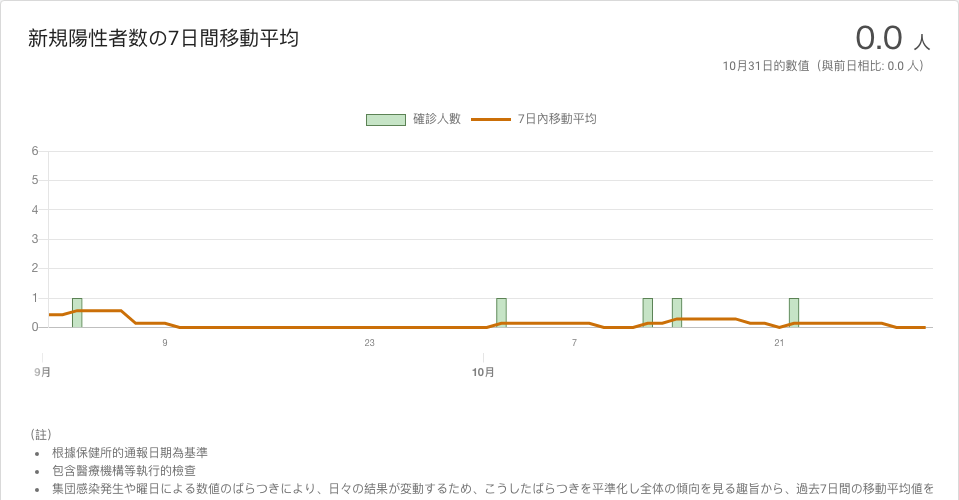 新規陽性者数の7日間移動平均
0.0 人
10月31日的數值（與前日相比: 0.0 人）
確診人數 7日內移動平均
6
5
4
3
2
1
0
9 23 7 21
9月 10月
（註）
• 根據保健所的通報日期為基準
• 包含醫療機構等執行的檢查
• 集団感染発生や曜日による数値のばらつきにより、日々の結果が変動するため、こうしたばらつきを平準化し全体の傾向を見る趣旨から、過去7日間の移動平均値を